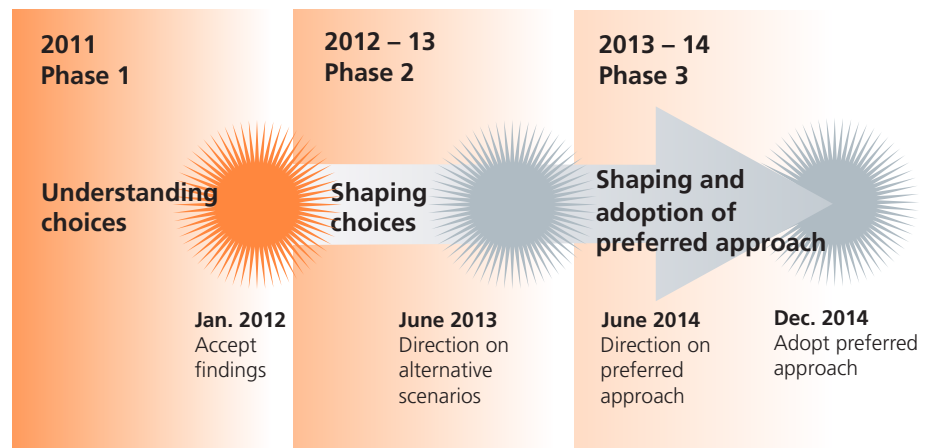 2011
Phase 1
2012 – 13
Phase 2
2013 – 14
Phase 3
Understanding
choices
Shaping
choices
Shaping and
adoption of
preferred approach
Jan. 2012
Accept
findings
June 2013
Direction on
alternative
scenarios
June 2014
Direction on
preferred
approach
Dec. 2014
Adopt preferred
approach